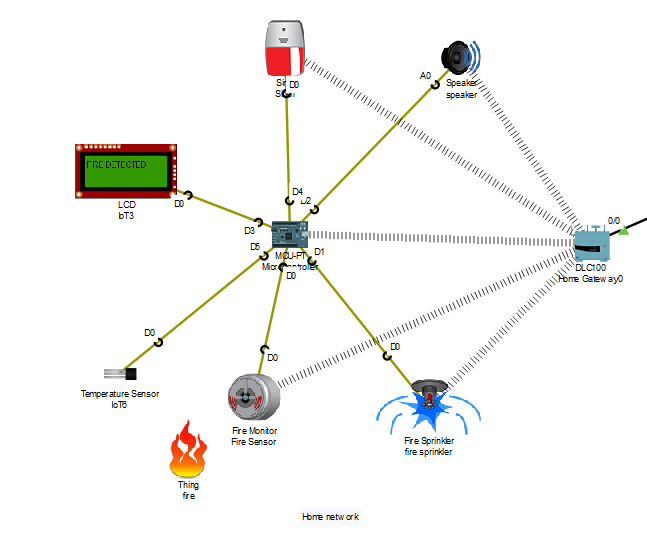 D0
A0
Speaker
speaker
FIRE DETECTED
LCD
IoT3
D0
D4
D2
D3
D5
MCU-PT
D1
D0
0/0
DLC100
Home Gateway0
D0
D0
D0
Temperature Sensor
IoT6
Fire Monitor
Fire Sensor
Fire Sprinkler
fire sprinkler
Thing
fire
Home network